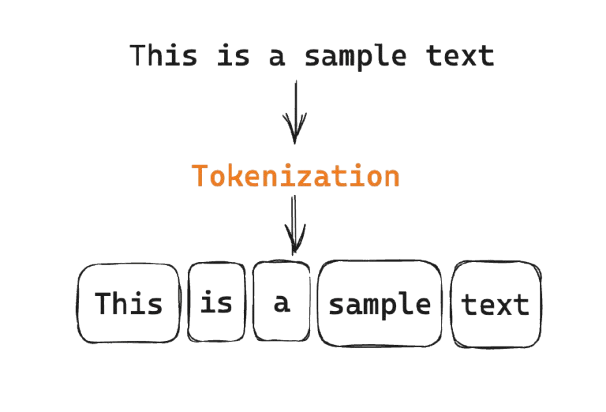 This is a sample text
Tokenization
This is a sample text